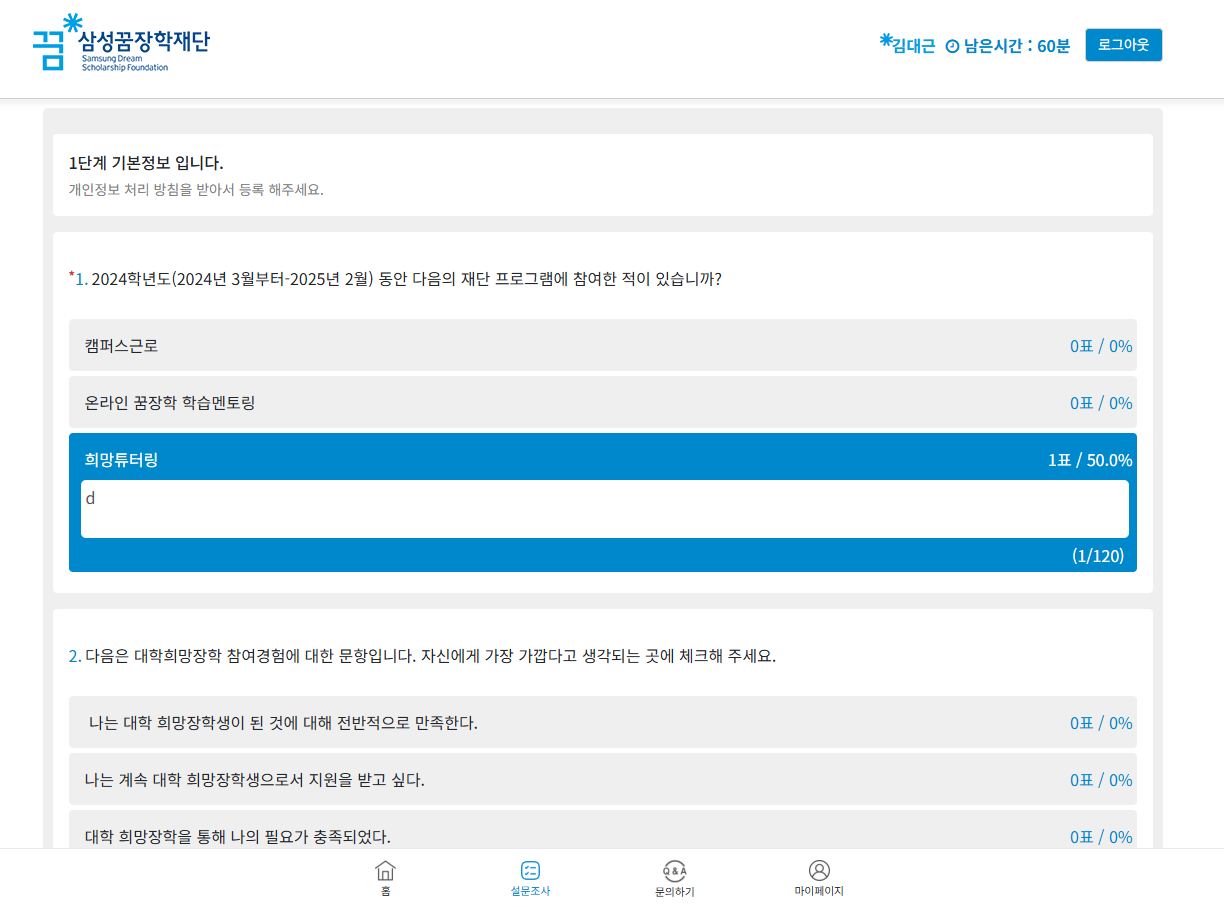 꿈*삼성꿈장학재단
Samsung Dream
Scholarship Foundation
*김대근 남은시간 : 60분 로그아웃
1단계 기본정보 입니다.
개인정보 처리 방침을 받아서 등록 해주세요.
*1. 2024학년도(2024년 3월부터-2025년 2월) 동안 다음의 재단 프로그램에 참여한 적이 있습니까?
캠퍼스근로 0표 / 0%
온라인 꿈장학 학습멘토링 0표 / 0%
희망튜터링 1표 / 50.0%
d
(1/120)
2. 다음은 대학희망장학 참여경험에 대한 문항입니다. 자신에게 가장 가깝다고 생각되는 곳에 체크해 주세요.
나는 대학 희망장학생이 된 것에 대해 전반적으로 만족한다. 0표 / 0%
나는 계속 대학 희망장학생으로서 지원을 받고 싶다. 0표 / 0%
대학 희망장학을 통해 나의 필요가 충족되었다. 0표 / 0%
Q & A
홈 설문조사 문의하기 마이페이지